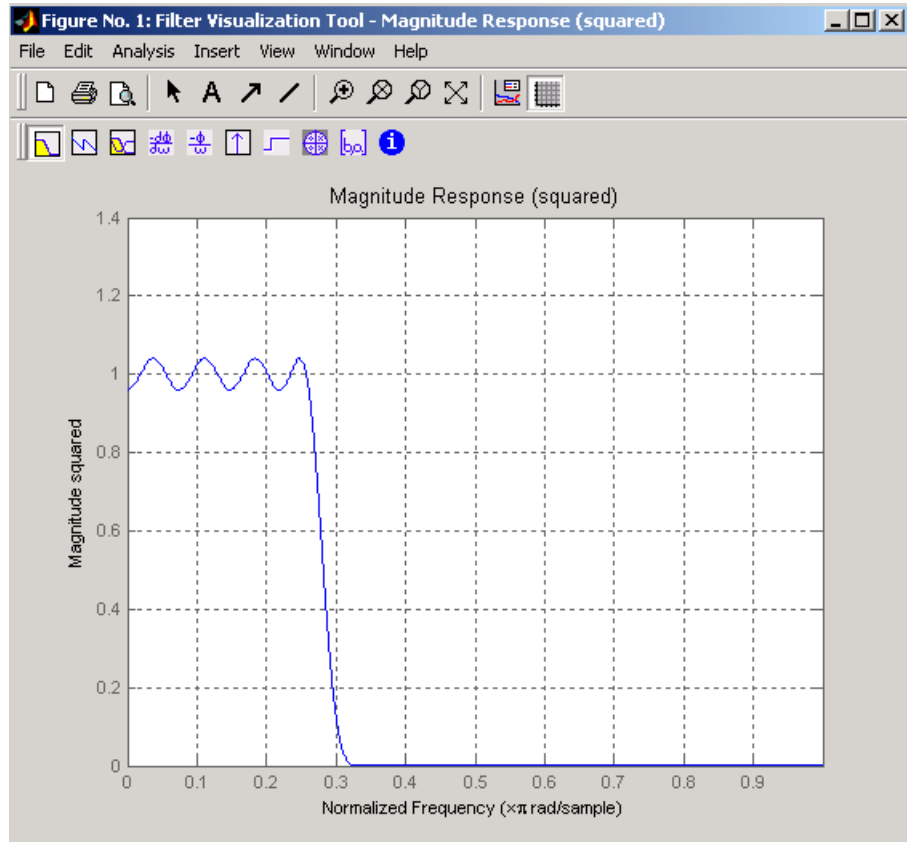 Figure No. 1: Filter Visualization Tool - Magnitude Response (squared)
File Edit Analysis Insert View Window Help
A
-dΦ/dω -Φ/ω [b,a] i
Magnitude Response (squared)
1.4
1.2
1
0.8
0.6
0.4
0.2
0
Magnitude squared
0 0.1 0.2 0.3 0.4 0.5 0.6 0.7 0.8 0.9
Normalized Frequency (×π rad/sample)